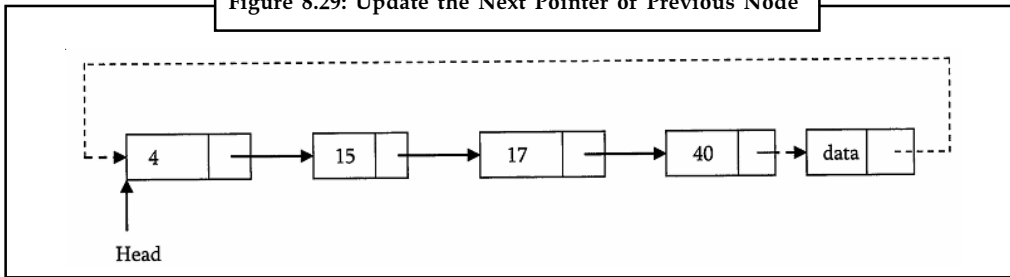 Figure 8.29: Update the Next Pointer of Previous Node
4 15 17 40 data
Head